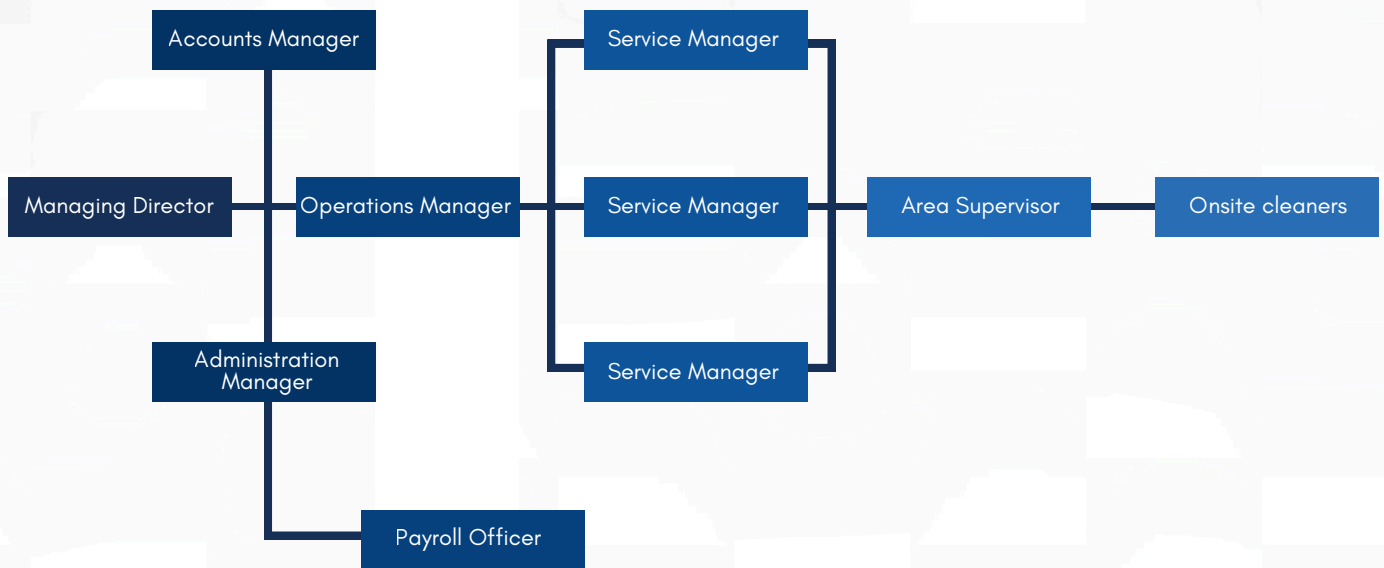 Accounts Manager
Service Manager
Managing Director
Operations Manager
Service Manager
Area Supervisor
Onsite cleaners
Administration
Manager
Service Manager
Payroll Officer